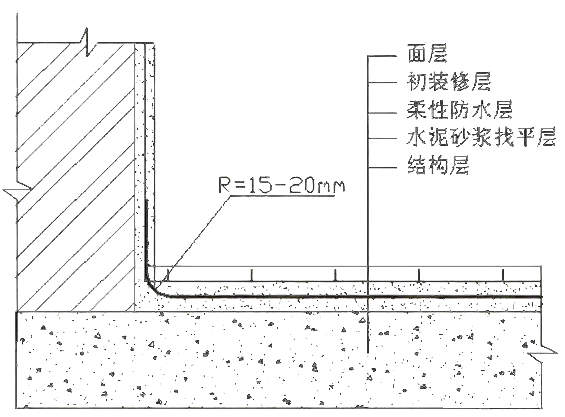 面层
初装修层
柔性防水层
水泥砂浆找平层
结构层
R=15-20mm